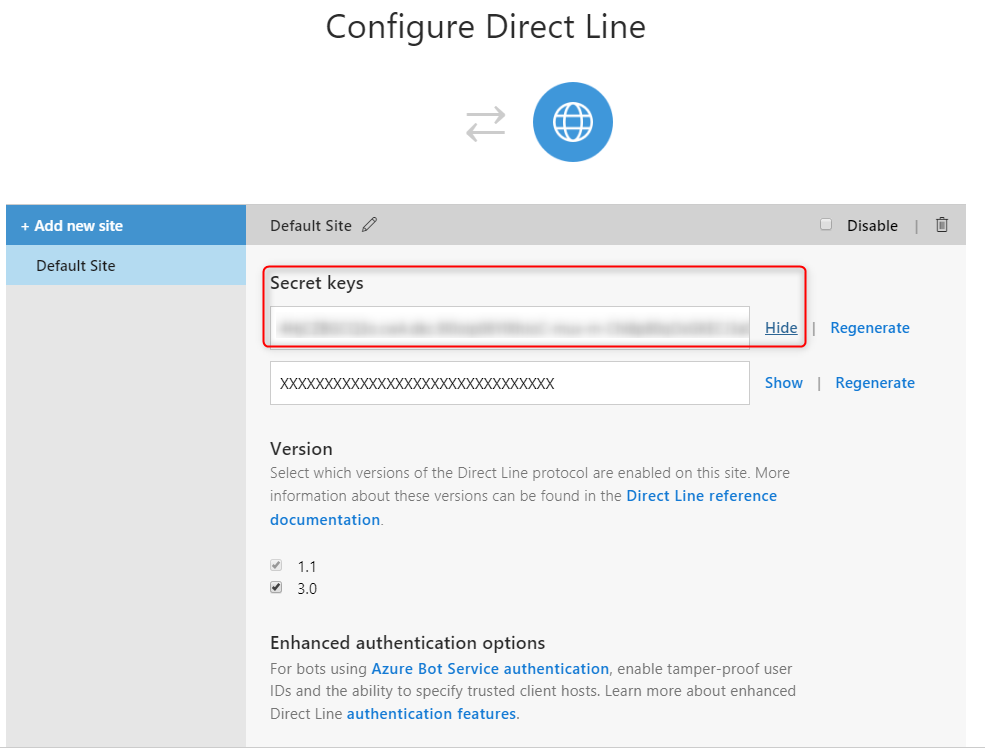 Configure Direct Line
+ Add new site
Default Site
Default Site
Disable |
Secret keys
Hide | Regenerate
XXXXXXXXXXXXXXXXXXXXXXXXXXXXXXX
Show | Regenerate
Version
Select which versions of the Direct Line protocol are enabled on this site. More
information about these versions can be found in the Direct Line reference
documentation.
1.1
3.0
Enhanced authentication options
For bots using Azure Bot Service authentication, enable tamper-proof user
IDs and the ability to specify trusted client hosts. Learn more about enhanced
Direct Line authentication features.